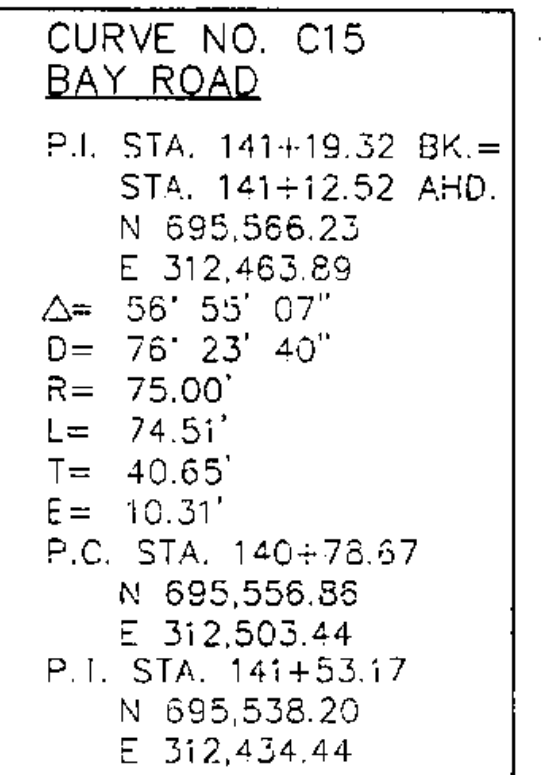 CURVE NO. C15
BAY ROAD
P.I. STA. 141+19.32 BK.=
STA. 141+12.52 AHD.
N 695,566.23
E 312,463.89
△= 56° 55' 07"
D= 76° 23' 40"
R= 75.00'
L= 74.51'
T= 40.65'
E= 10.31'
P.C. STA. 140+78.67
N 695,556.86
E 312,503.44
P.T. STA. 141+53.17
N 695,538.20
E 312,434.44